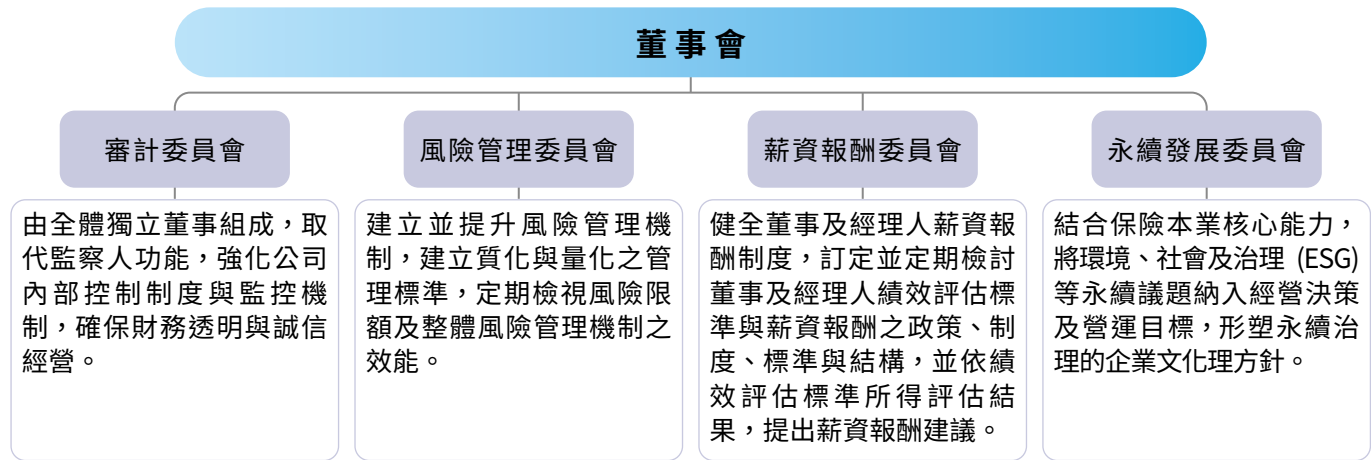 董事會
審計委員會
由全體獨立董事組成，取
代監察人功能，強化公司
內部控制制度與監控機
制，確保財務透明與誠信
經營。
風險管理委員會
建立並提升風險管理機
制，建立質化與量化之管
理標準，定期檢視風險限
額及整體風險管理機制之
效能。
薪資報酬委員會
健全董事及經理人薪資報
酬制度，訂定並定期檢討
董事及經理人績效評估標
準與薪資報酬之政策、制
度、標準與結構，並依績
效評估標準所得評估結
果，提出薪資報酬建議。
永續發展委員會
結合保險本業核心能力，
將環境、社會及治理 (ESG)
等永續議題納入經營決策
及營運目標，形塑永續治
理的企業文化理方針。